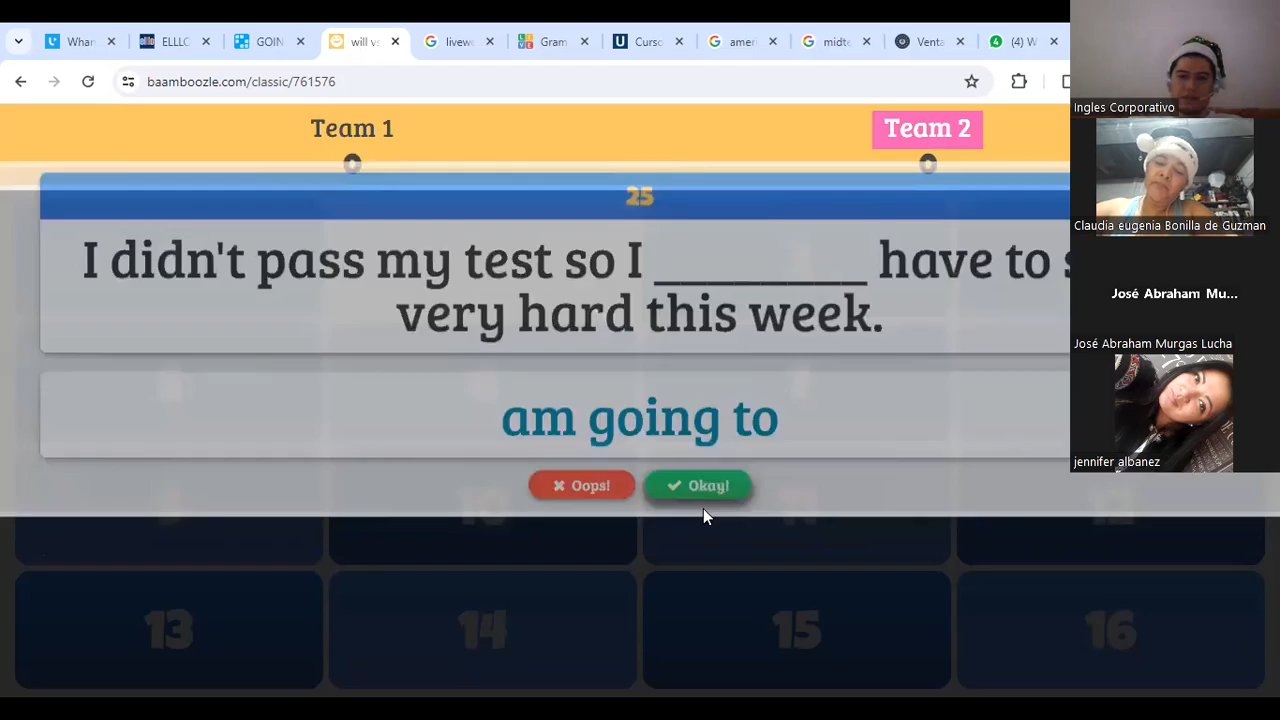 Whar
ELLLC
GOIN
will vs
livew
Gram
Curso
amer
midte
Venta
(4) W
baamboozle.com/classic/761576
Team 1
Team 2
25
I didn't pass my test so I ________ have to
very hard this week.
am going to
Oops!
Okay!
13
14
15
16
Ingles Corporativo
Claudia eugenia Bonilla de Guzman
José Abraham Mu...
José Abraham Murgas Lucha
jennifer albanez